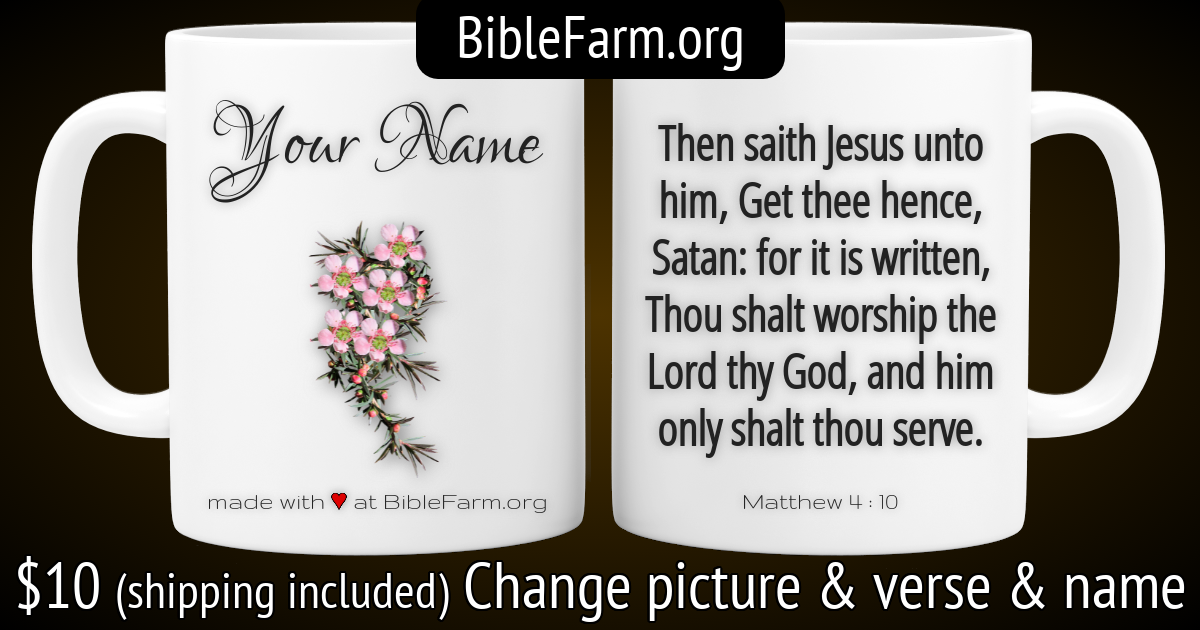 BibleFarm.org
Your Name
made with ♥ at BibleFarm.org
Then saith Jesus unto
him, Get thee hence,
Satan: for it is written,
Thou shalt worship the
Lord thy God, and him
only shalt thou serve.
Matthew 4 : 10
$10 (shipping included) Change picture & verse & name